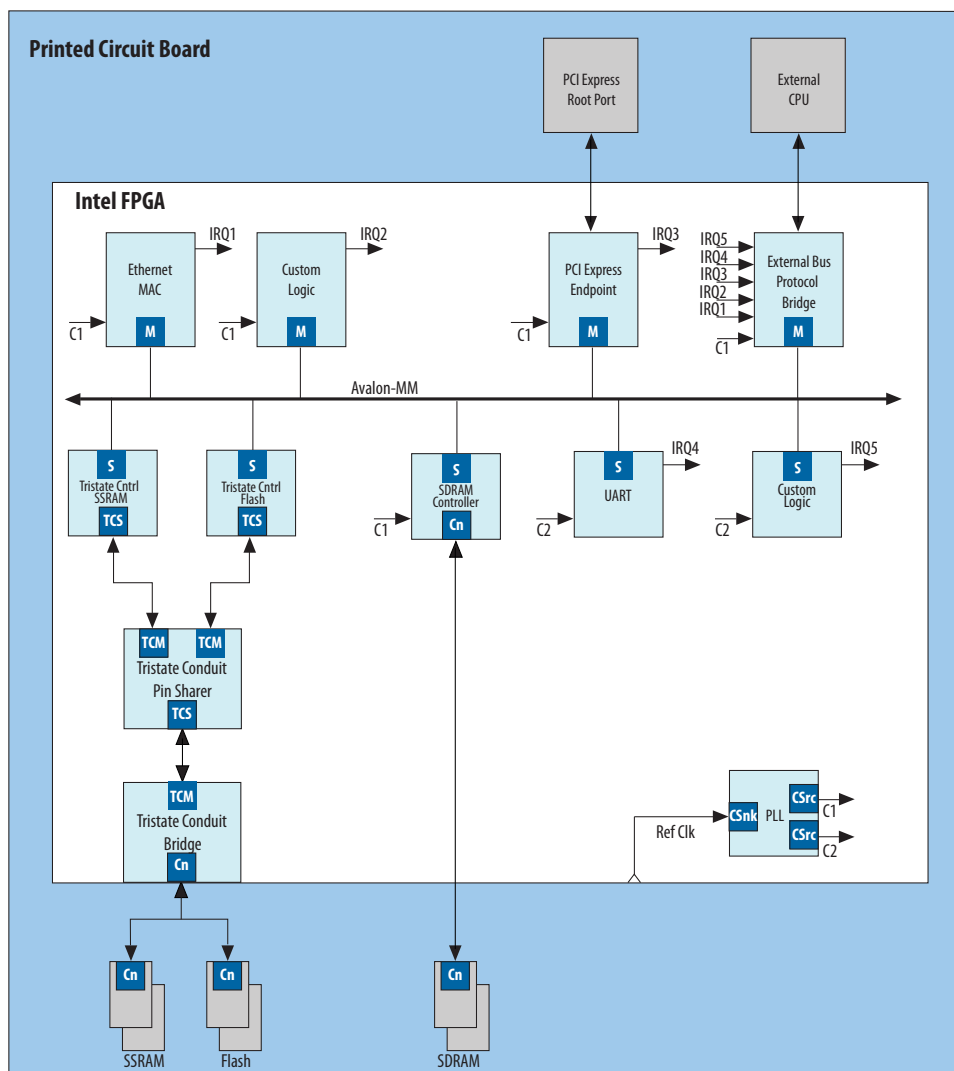 Printed Circuit Board
PCI Express
Root Port
External
CPU
Intel FPGA
Ethernet
MAC
IRQ1
C1
M
Custom
Logic
IRQ2
C1
M
PCI Express
Endpoint
IRQ3
C1
M
IRQ5
IRQ4
IRQ3
IRQ2
IRQ1
C1
External Bus
Protocol
Bridge
M
Avalon-MM
S
Tristate Cntrl
SSRAM
TCS
S
Tristate Cntrl
Flash
TCS
S
SDRAM
Controller
C1
Cn
S
UART
IRQ4
C2
S
Custom
Logic
IRQ5
C2
TCM
TCM
Tristate Conduit
Pin Sharer
TCS
TCM
Tristate Conduit
Bridge
Cn
Ref Clk
CSnk
PLL
CSrc
C1
CSrc
C2
Cn
Cn
Cn
SSRAM
Flash
SDRAM